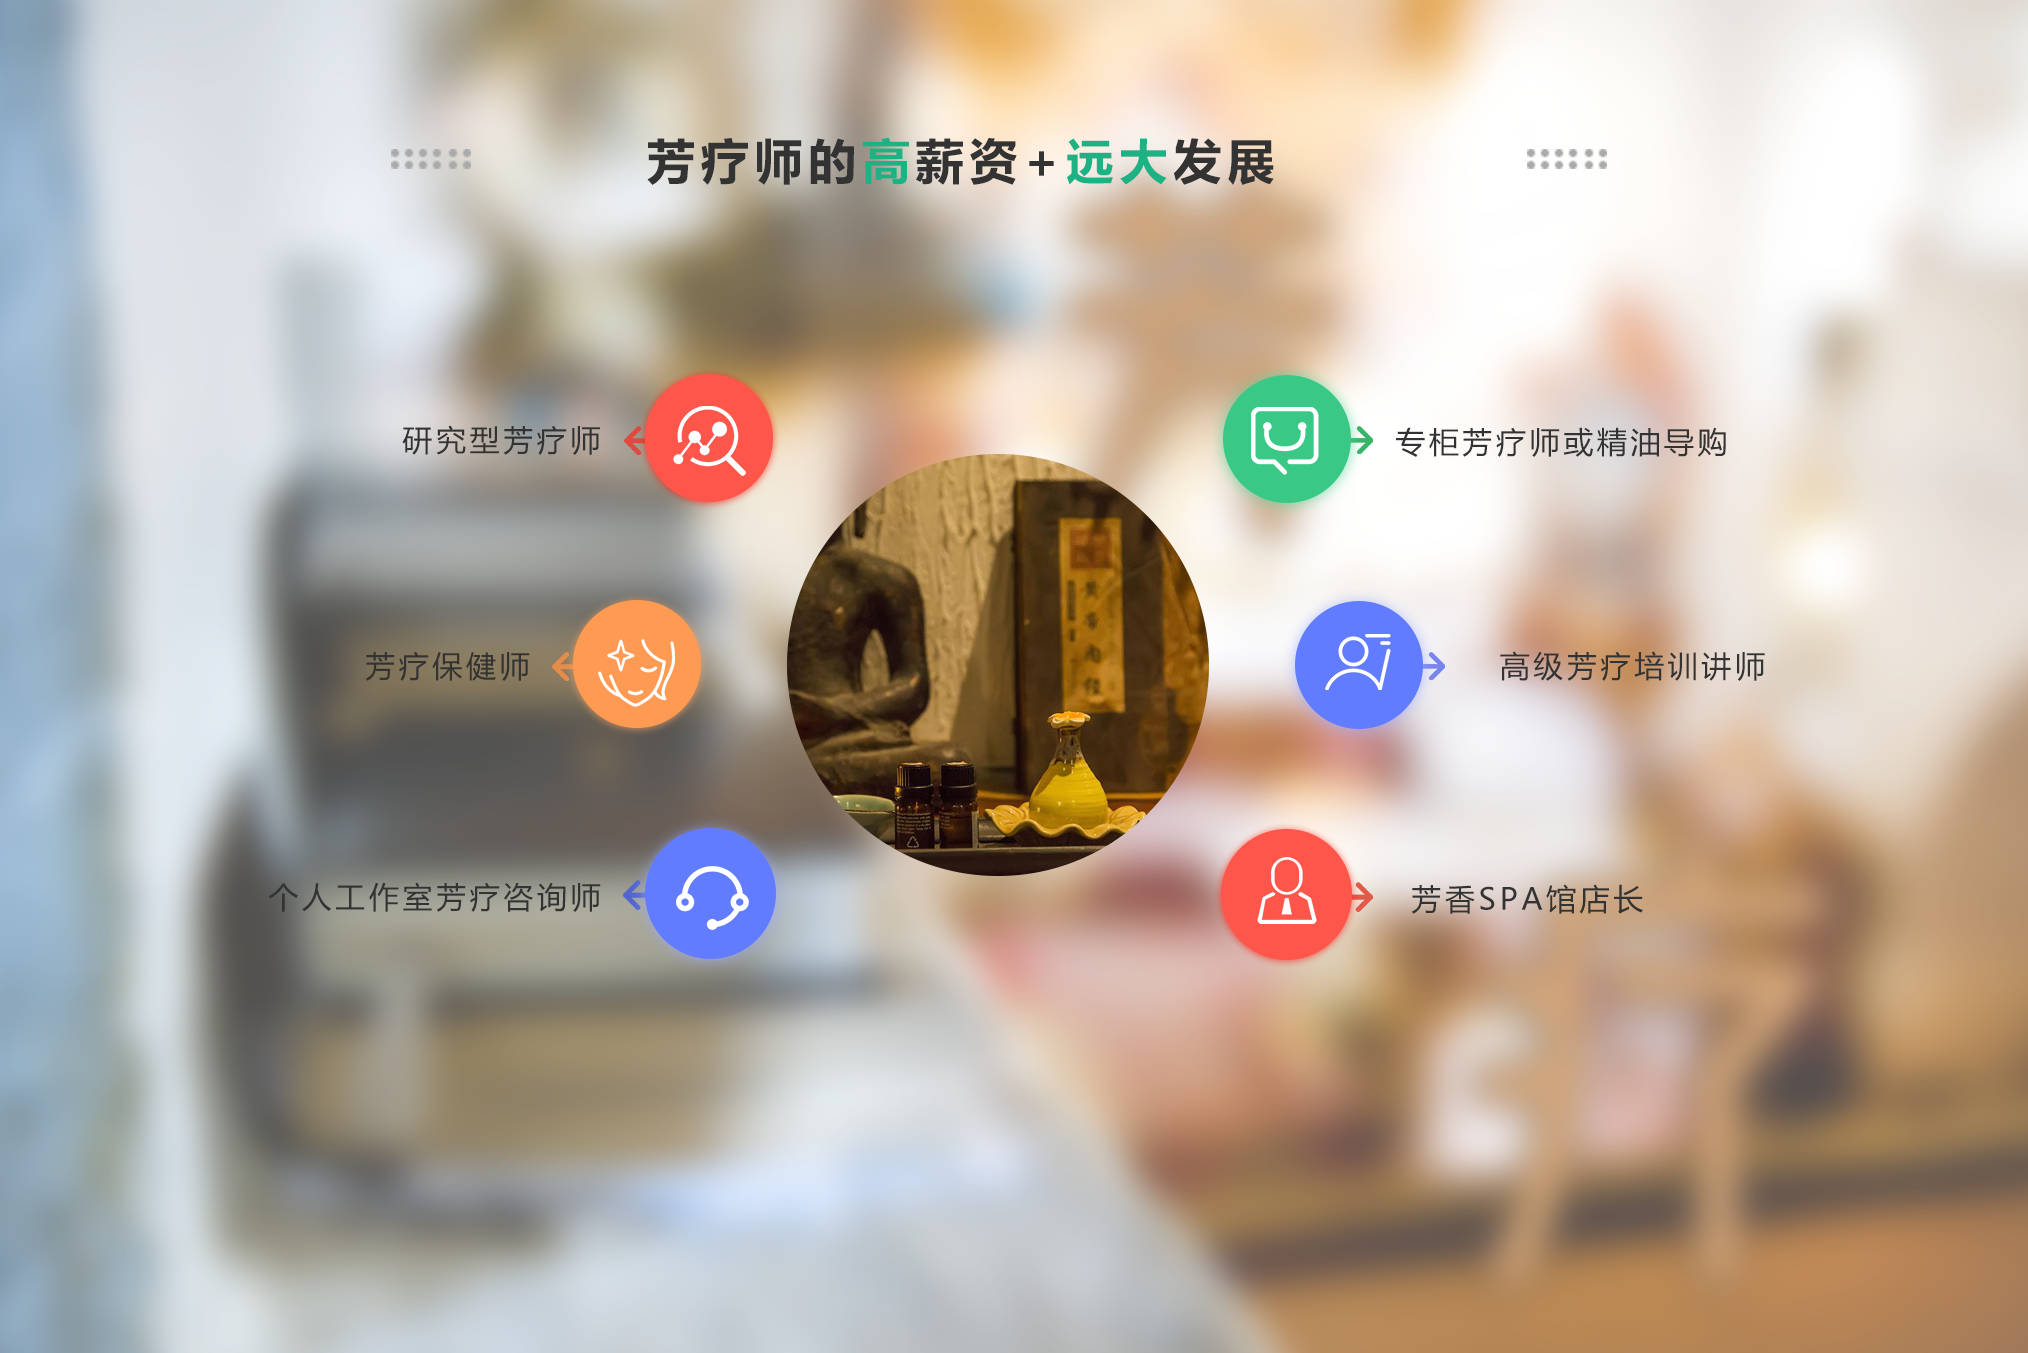 芳疗师的高薪资+远大发展
研究型芳疗师
专柜芳疗师或精油导购
芳疗保健师
高级芳疗培训讲师
个人工作室芳疗咨询师
芳香SPA馆店长